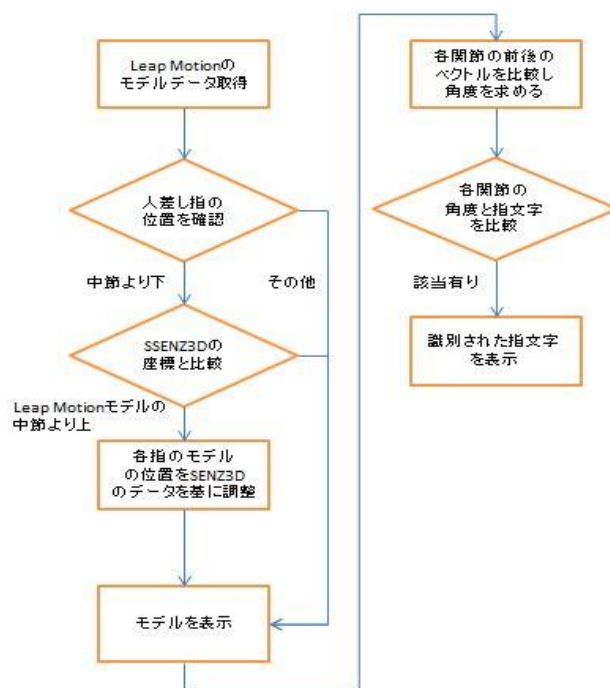 Leap Motionの
モデルデータ取得
人差し指の
位置を確認
中節より下
その他
SSENZ3Dの
座標と比較
Leap Motionモデルの
中節より上
各指のモデル
の位置をSENZ3D
のデータを基に調整
モデルを表示
各関節の前後の
ベクトルを比較し
角度を求める
各関節の
角度と指文字
を比較
該当有り
識別された指文字
を表示